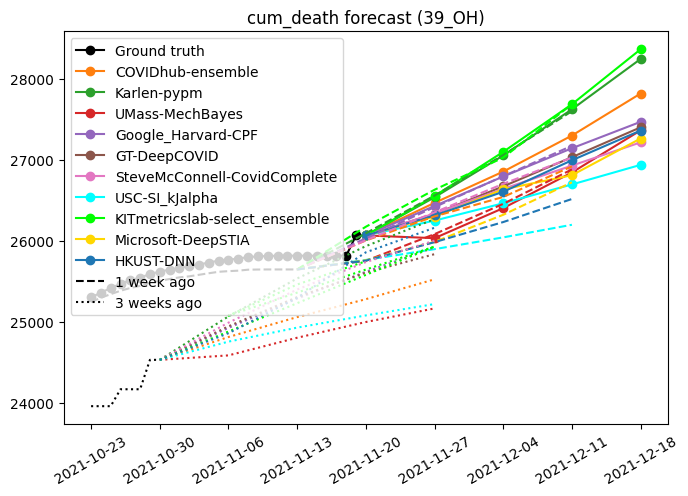 cum_death forecast (39_OH)
28000
27000
26000
25000
24000
Ground truth
COVIDhub-ensemble
Karlen-pypm
UMass-MechBayes
Google_Harvard-CPF
GT-DeepCOVID
SteveMcConnell-CovidComplete
USC-SI_kJalpha
KITmetricslab-select_ensemble
Microsoft-DeepSTIA
HKUST-DNN
1 week ago
3 weeks ago
2021-10-23
2021-10-30
2021-11-06
2021-11-13
2021-11-20
2021-11-27
2021-12-04
2021-12-11
2021-12-18